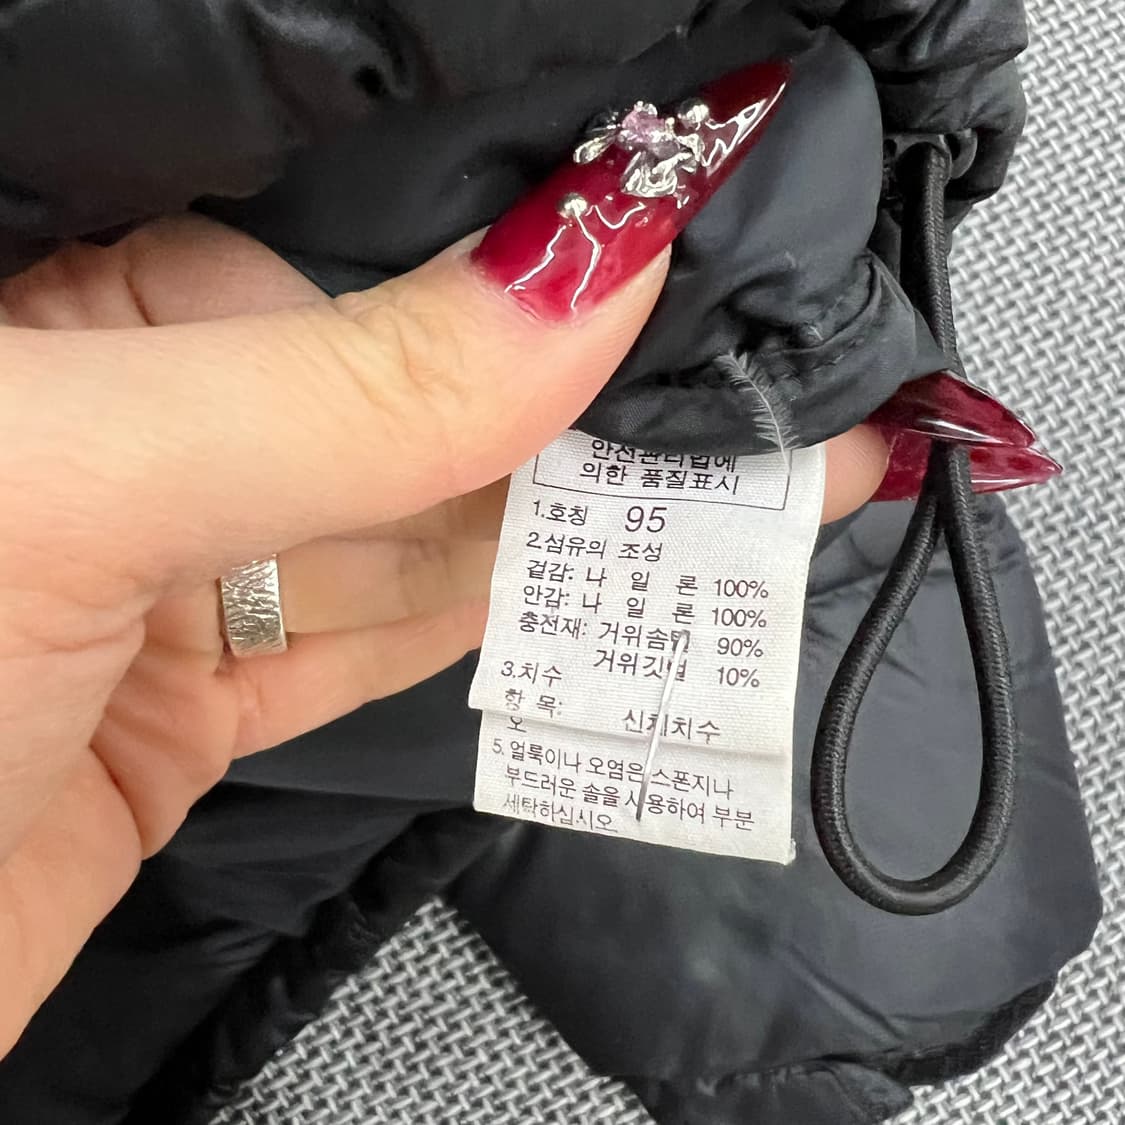 안전관리법에
의한 품질표시
1.호칭 95
2.섬유의 조성
겉감: 나 일 론 100%
안감: 나 일 론 100%
충전재: 거위솜털 90%
거위깃털 10%
3.치수
항 목: 신체치수
오
5. 얼룩이나 오염은 스폰지나
부드러운 솔을 사용하여 부분
세탁하십시오